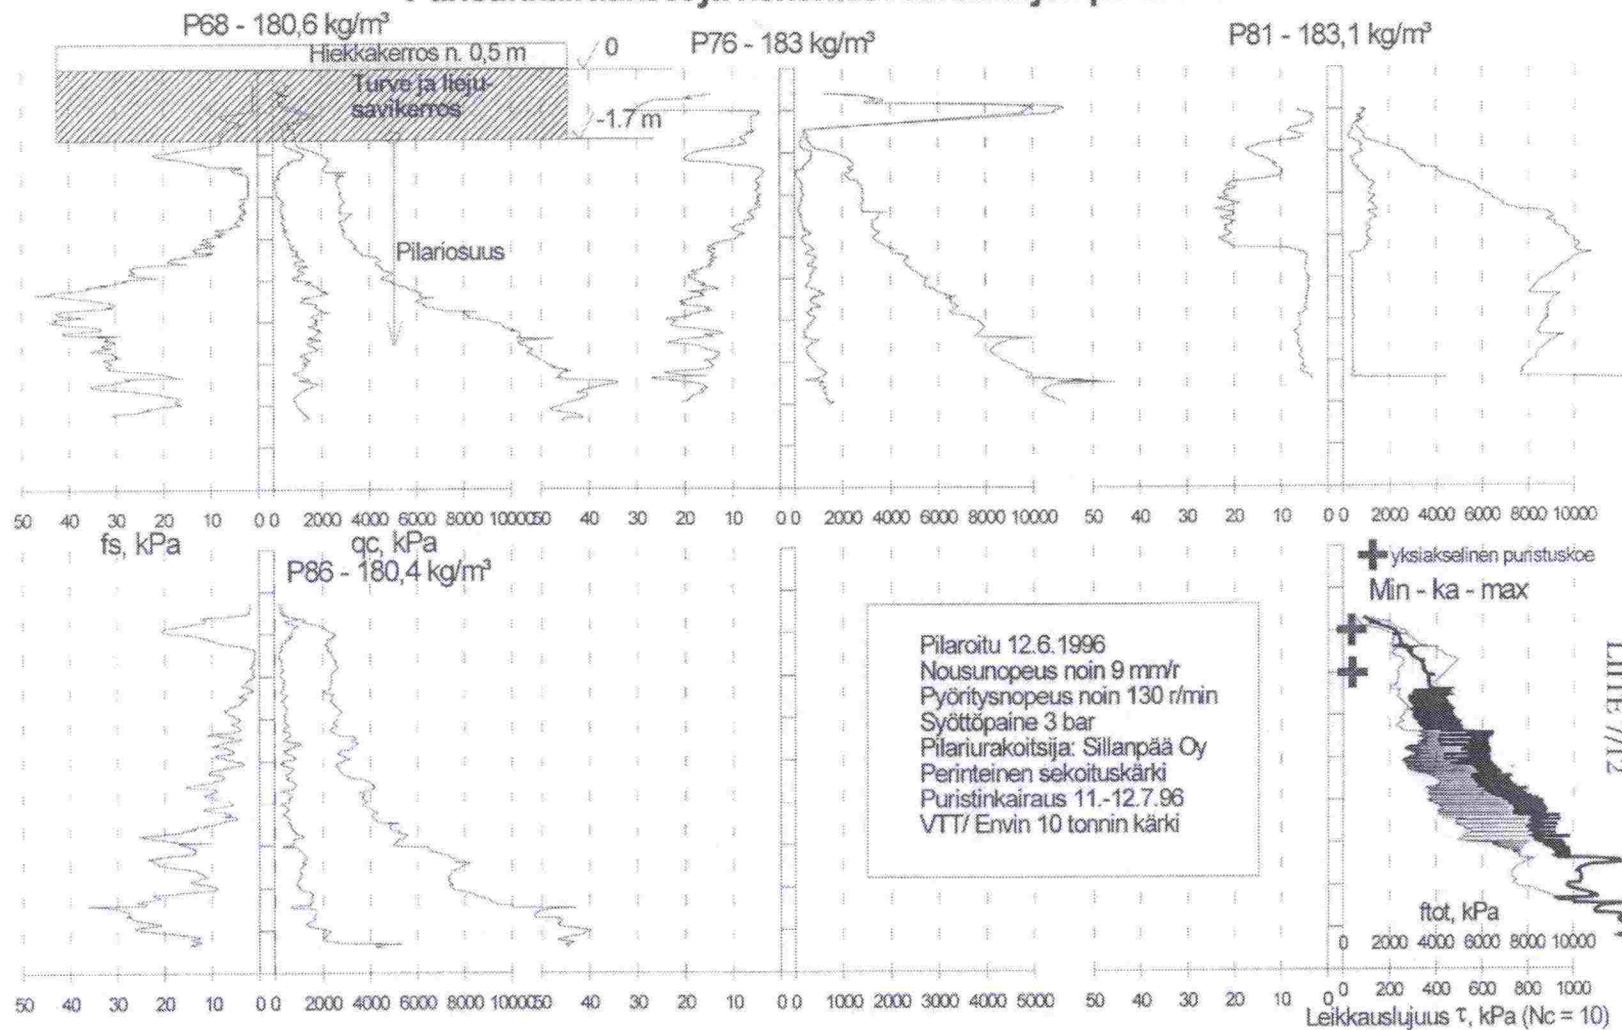 P68 - 180,6 kg/m³
Hiekkakerros n. 0,5 m
Turve ja lieju-
savikerros
0
-1.7 m
Pilariosuus
P76 - 183 kg/m³
P81 - 183,1 kg/m³
50 40 30 20 10 0 0 2000 4000 6000 8000 10000 50 40 30 20 10 0 0 2000 4000 6000 8000 10000 50 40 30 20 10 0 0 2000 4000 6000 8000 10000
fs, kPa
qc, kPa
P86 - 180,4 kg/m³
yksiakselinen puristuskoe
Min - ka - max
Pilaroitu 12.6.1996
Nousunopeus noin 9 mm/r
Pyöritysnopeus noin 130 r/min
Syöttöpaine 3 bar
Pilariurakoitsija: Sillanpää Oy
Perinteinen sekoituskärki
Puristinkairaus 11.-12.7.96
VTT/ Envin 10 tonnin kärki
LIITE 7/12
ftot, kPa
0 2000 4000 6000 8000 10000
50 40 30 20 10 0 0 2000 4000 6000 8000 10000 50 40 30 20 10 0 0 1000 2000 3000 4000 5000 50 40 30 20 10 0 0 200 400 600 800 1000
Leikkauslujuus τ, kPa (Nc = 10)